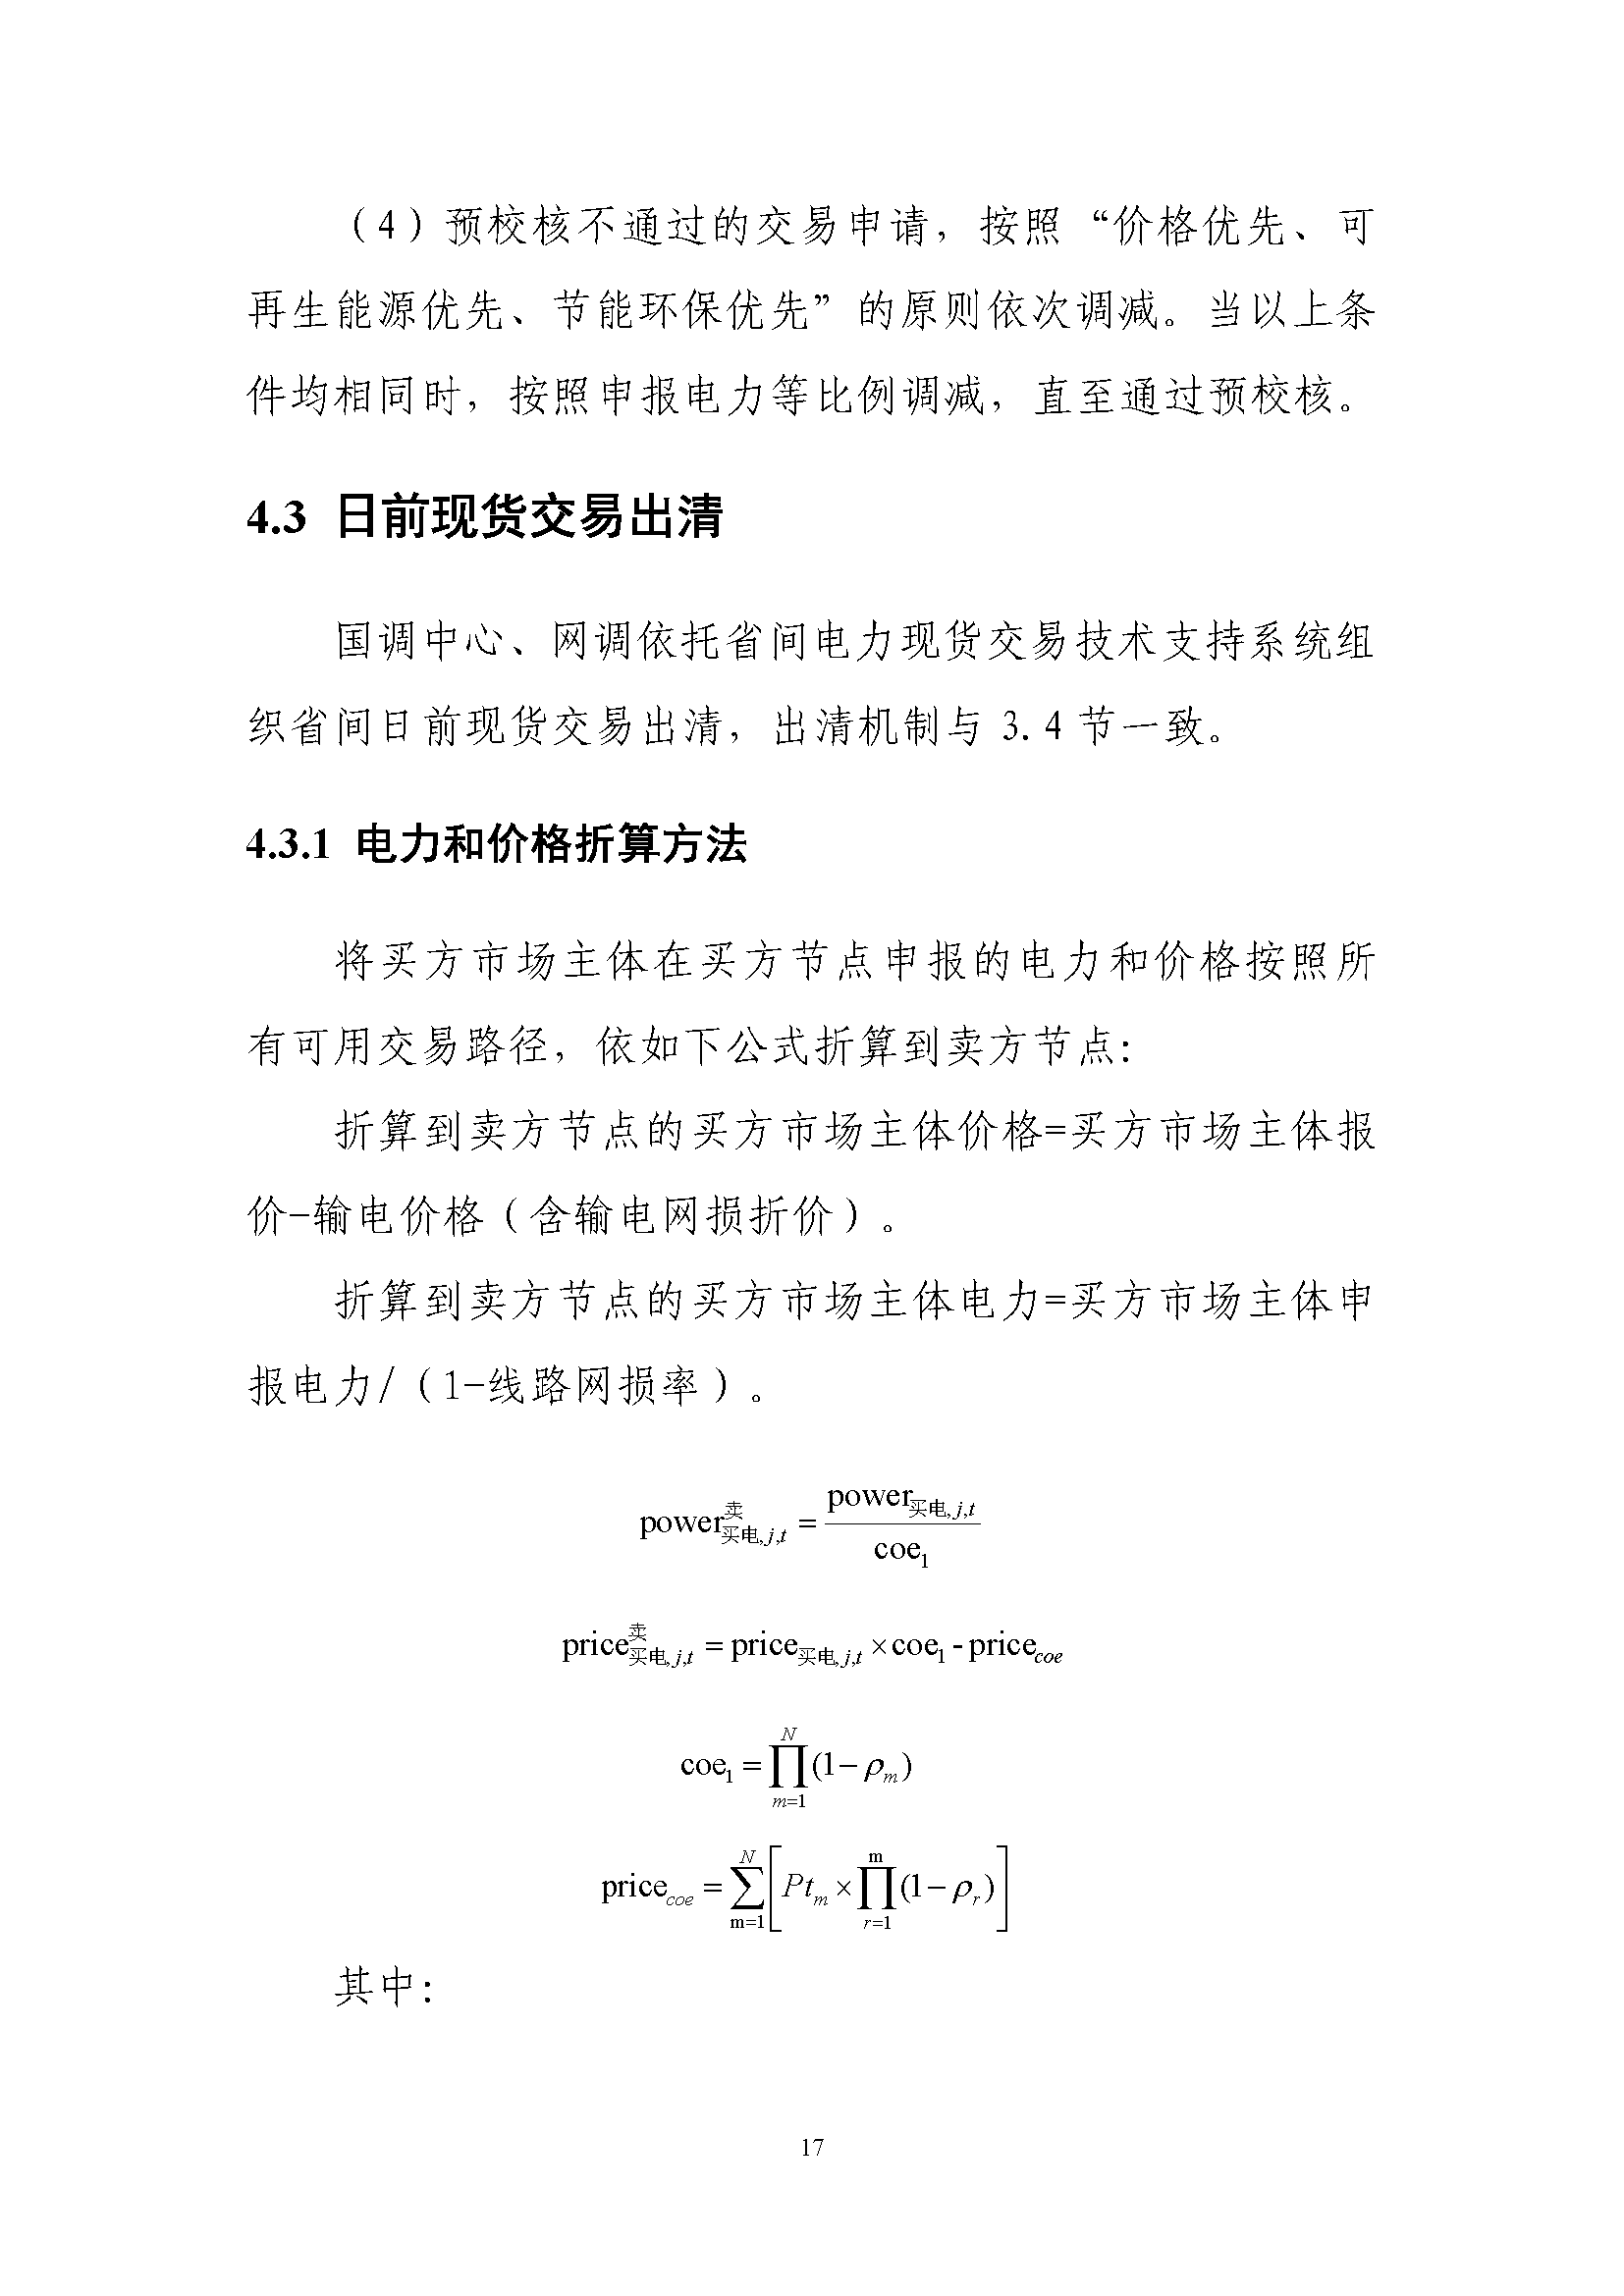 （4）预校核不通过的交易申请，按照“价格优先、可
再生能源优先、节能环保优先”的原则依次调减。当以上条
件均相同时，按照申报电力等比例调减，直至通过预校核。
4.3 日前现货交易出清
国调中心、网调依托省间电力现货交易技术支持系统组
织省间日前现货交易出清，出清机制与 3.4 节一致。
4.3.1 电力和价格折算方法
将买方市场主体在买方节点申报的电力和价格按照所
有可用交易路径，依如下公式折算到卖方节点：
折算到卖方节点的买方市场主体价格=买方市场主体报
价-输电价格（含输电网损折价）。
折算到卖方节点的买方市场主体电力=买方市场主体申
报电力/（1-线路网损率）。
$\text{power}^{\text{卖}}_{\text{买电},j,t} = \frac{\text{power}_{\text{买电},j,t}}{\text{coe}_1}$
$\text{price}^{\text{卖}}_{\text{买电},j,t} = \text{price}_{\text{买电},j,t} \times \text{coe}_1 - \text{price}_{coe}$
$\text{coe}_1 = \prod_{m=1}^{N} (1-\rho_m)$
$\text{price}_{coe} = \sum_{\text{m}=1}^{N} \left[ Pt_m \times \prod_{r=1}^{\text{m}} (1-\rho_r) \right]$
其中：
17